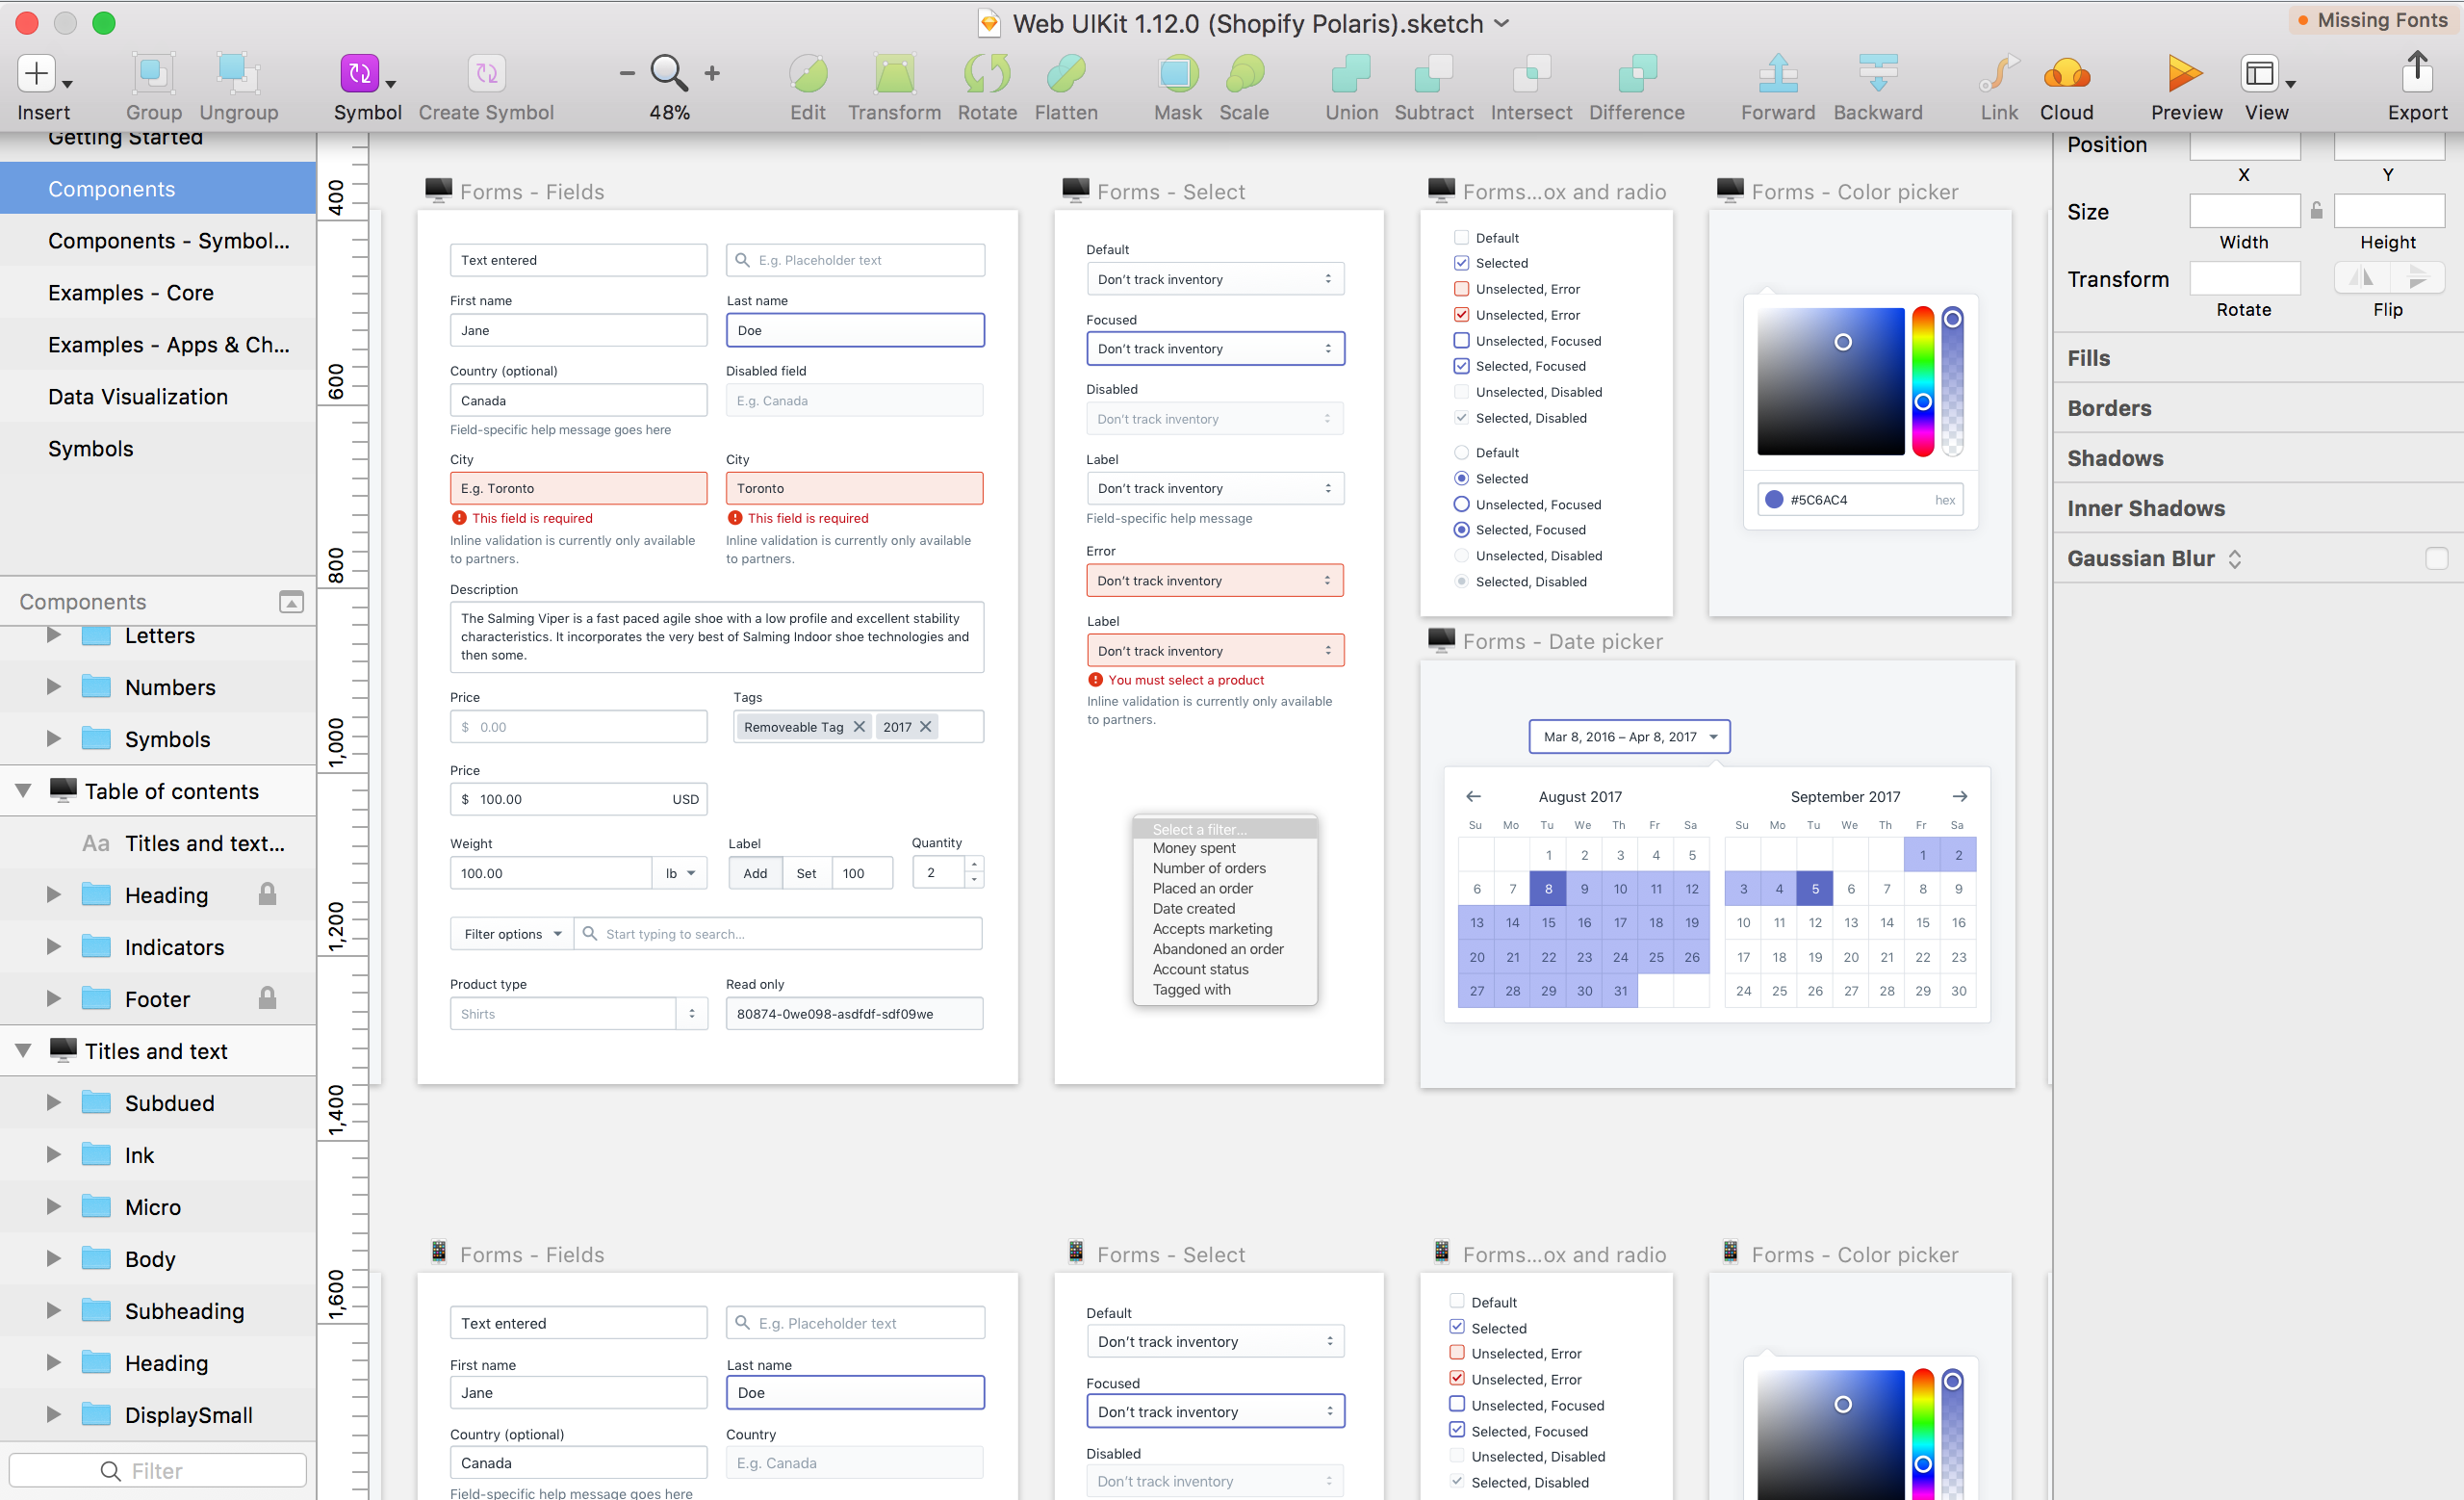 Web UIKit 1.12.0 (Shopify Polaris).sketch
Missing Fonts
Insert Group Ungroup Symbol Create Symbol 48% Edit Transform Rotate Flatten Mask Scale Union Subtract Intersect Difference Forward Backward Link Cloud Preview View Export
Getting Started
Components
Components - Symbol...
Examples - Core
Examples - Apps & Ch...
Data Visualization
Symbols
Components
Letters
Numbers
Symbols
Table of contents
Aa Titles and text...
Heading
Indicators
Footer
Titles and text
Subdued
Ink
Micro
Body
Subheading
Heading
DisplaySmall
Filter
400
600
800
1,000
1,200
1,400
1,600
Forms - Fields
Text entered
E.g. Placeholder text
First name
Last name
Jane
Doe
Country (optional)
Disabled field
Canada
E.g. Canada
Field-specific help message goes here
City
City
E.g. Toronto
Toronto
This field is required
This field is required
Inline validation is currently only available
to partners.
Inline validation is currently only available
to partners.
Description
The Salming Viper is a fast paced agile shoe with a low profile and excellent stability
characteristics. It incorporates the very best of Salming Indoor shoe technologies and
then some.
Price
Tags
$ 0.00
Removeable Tag
2017
Price
$ 100.00 USD
Weight
Label
Quantity
100.00 lb
Add Set 100
2
Filter options
Start typing to search...
Product type
Read only
Shirts
80874-0we098-asdfdf-sdf09we
Forms - Select
Default
Don't track inventory
Focused
Don't track inventory
Disabled
Don't track inventory
Label
Don't track inventory
Field-specific help message
Error
Don't track inventory
Label
Don't track inventory
You must select a product
Inline validation is currently only available
to partners.
Select a filter...
Money spent
Number of orders
Placed an order
Date created
Accepts marketing
Abandoned an order
Account status
Tagged with
Forms...ox and radio
Default
Selected
Unselected, Error
Unselected, Error
Unselected, Focused
Selected, Focused
Unselected, Disabled
Selected, Disabled
Default
Selected
Unselected, Focused
Selected, Focused
Unselected, Disabled
Selected, Disabled
Forms - Color picker
#5C6AC4 hex
Forms - Date picker
Mar 8, 2016 – Apr 8, 2017
August 2017
Su Mo Tu We Th Fr Sa
1 2 3 4 5
6 7 8 9 10 11 12
13 14 15 16 17 18 19
20 21 22 23 24 25 26
27 28 29 30 31
September 2017
Su Mo Tu We Th Fr Sa
1 2
3 4 5 6 7 8 9
10 11 12 13 14 15 16
17 18 19 20 21 22 23
24 25 26 27 28 29 30
Forms - Fields
Text entered
E.g. Placeholder text
First name
Last name
Jane
Doe
Country (optional)
Country
Canada
E.g. Canada
Field-specific help message goes here
Forms - Select
Default
Don't track inventory
Focused
Don't track inventory
Disabled
Don't track inventory
Forms...ox and radio
Default
Selected
Unselected, Error
Unselected, Error
Unselected, Focused
Selected, Focused
Unselected, Disabled
Selected, Disabled
Forms - Color picker
Position
X Y
Size
Width Height
Transform
Rotate Flip
Fills
Borders
Shadows
Inner Shadows
Gaussian Blur